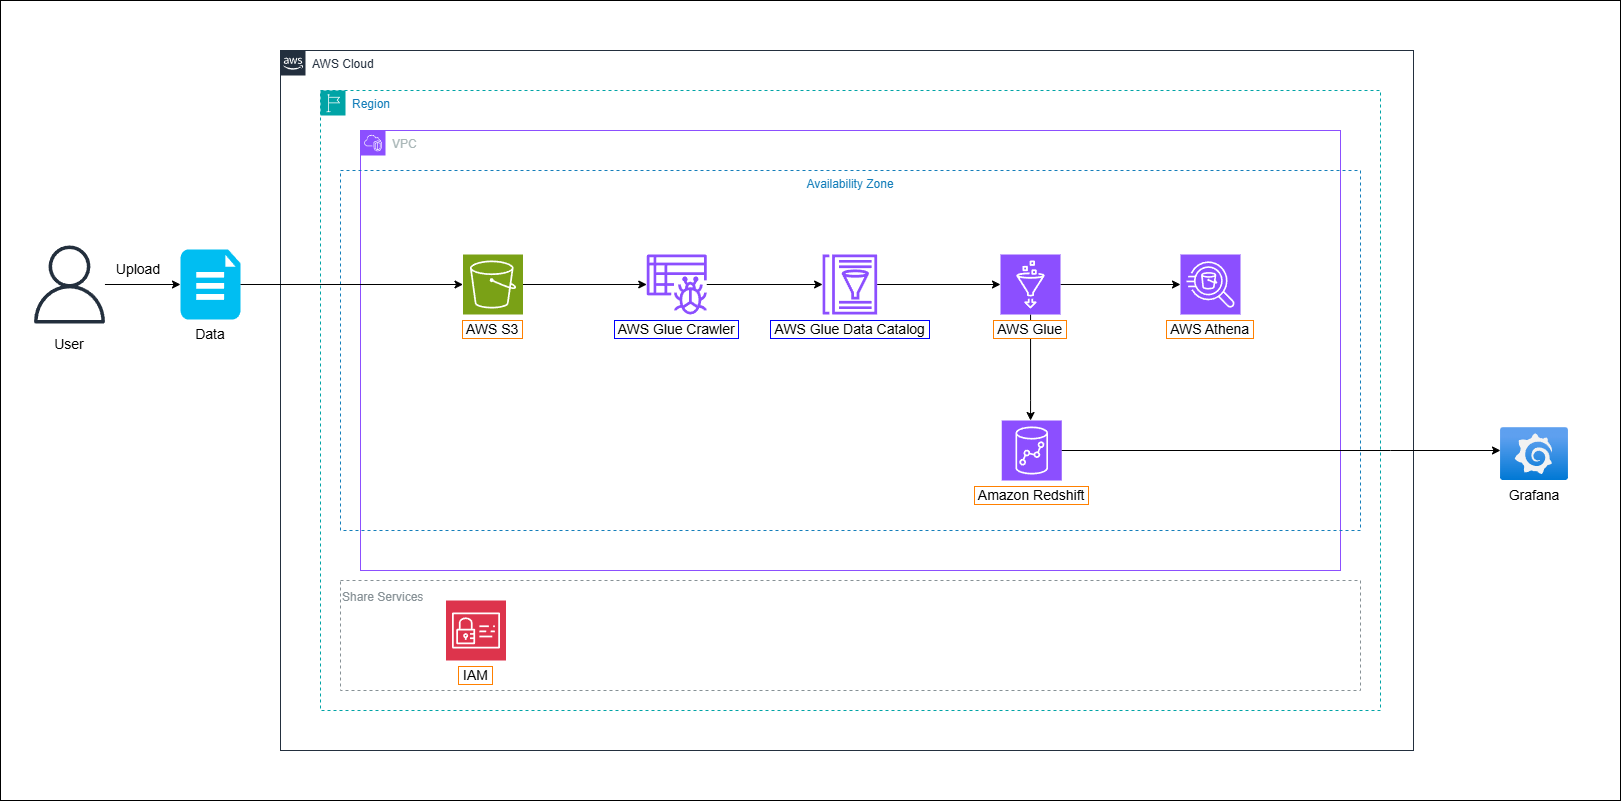 aws
AWS Cloud
Region
VPC
Availability Zone
Upload
User
Data
AWS S3
AWS Glue Crawler
AWS Glue Data Catalog
AWS Glue
AWS Athena
Amazon Redshift
Grafana
Share Services
IAM